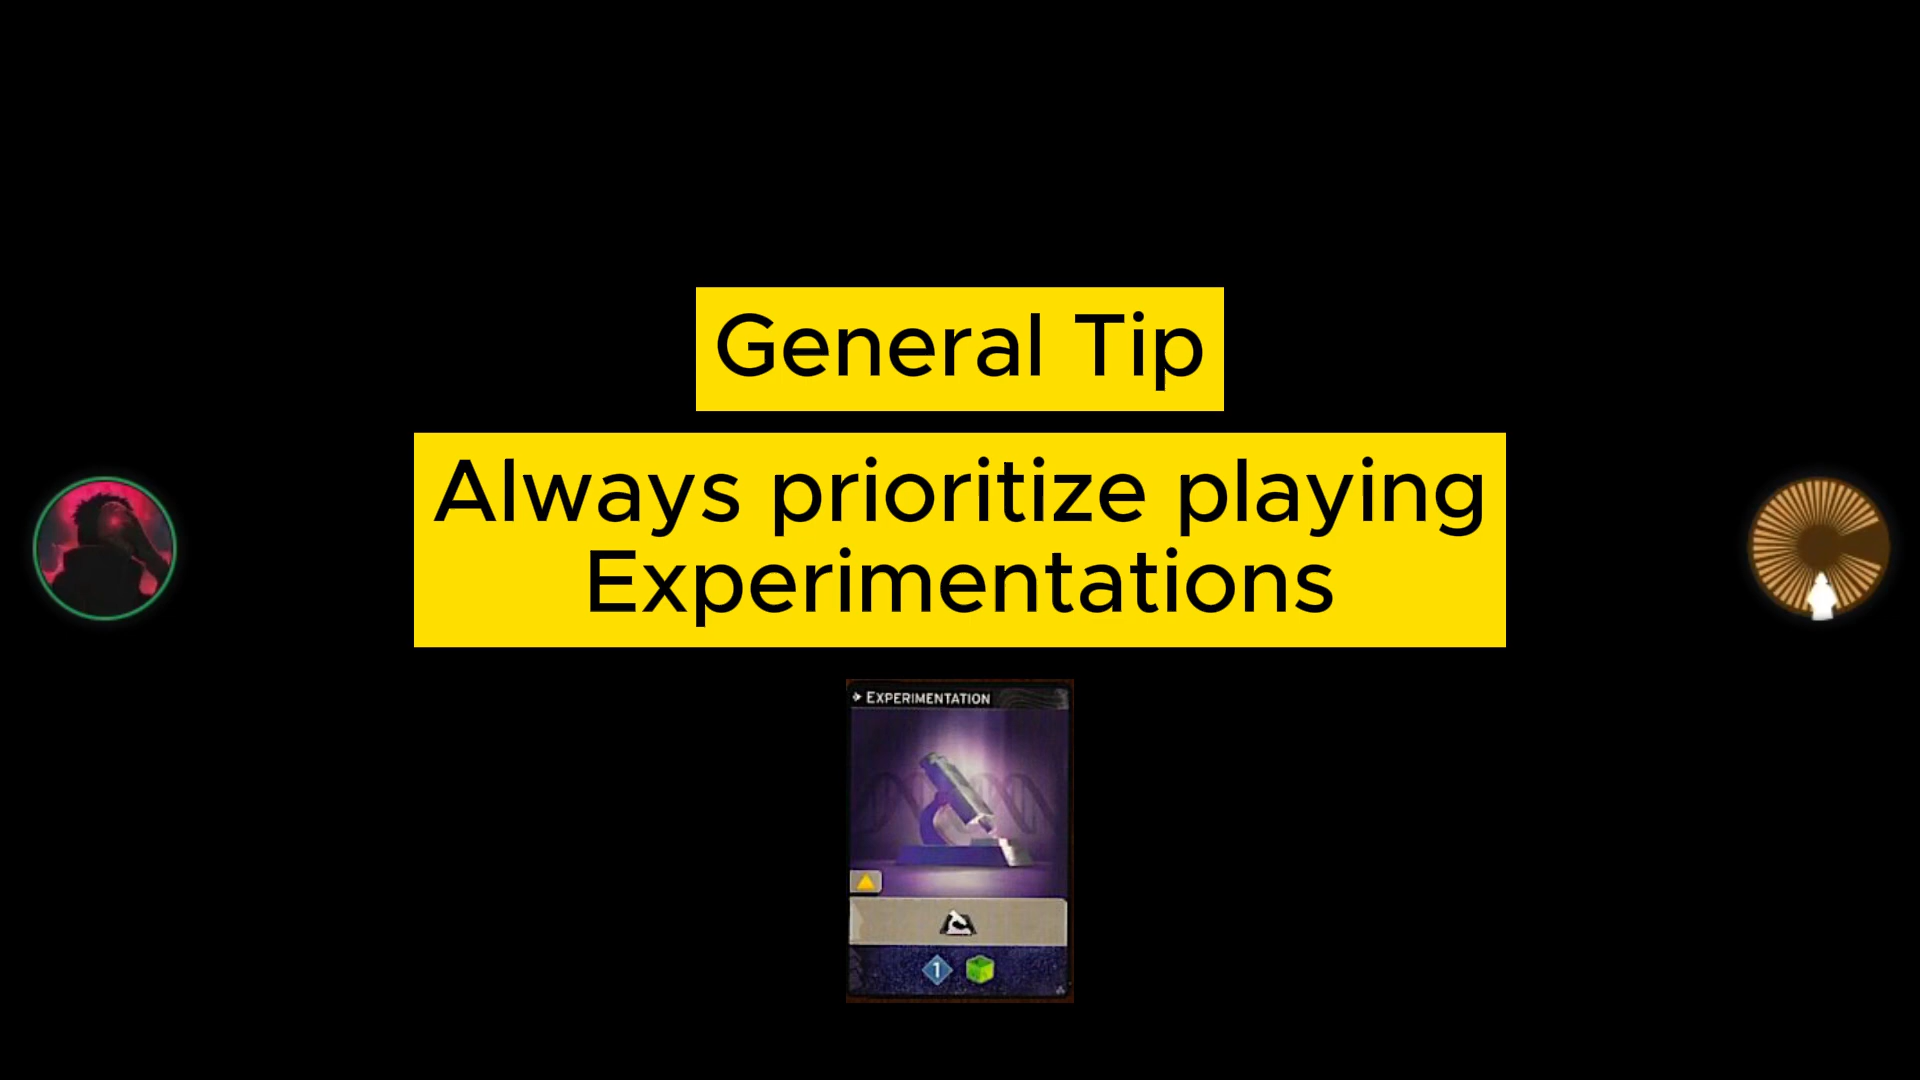 General Tip
Always prioritize playing
Experimentations
EXPERIMENTATION
1